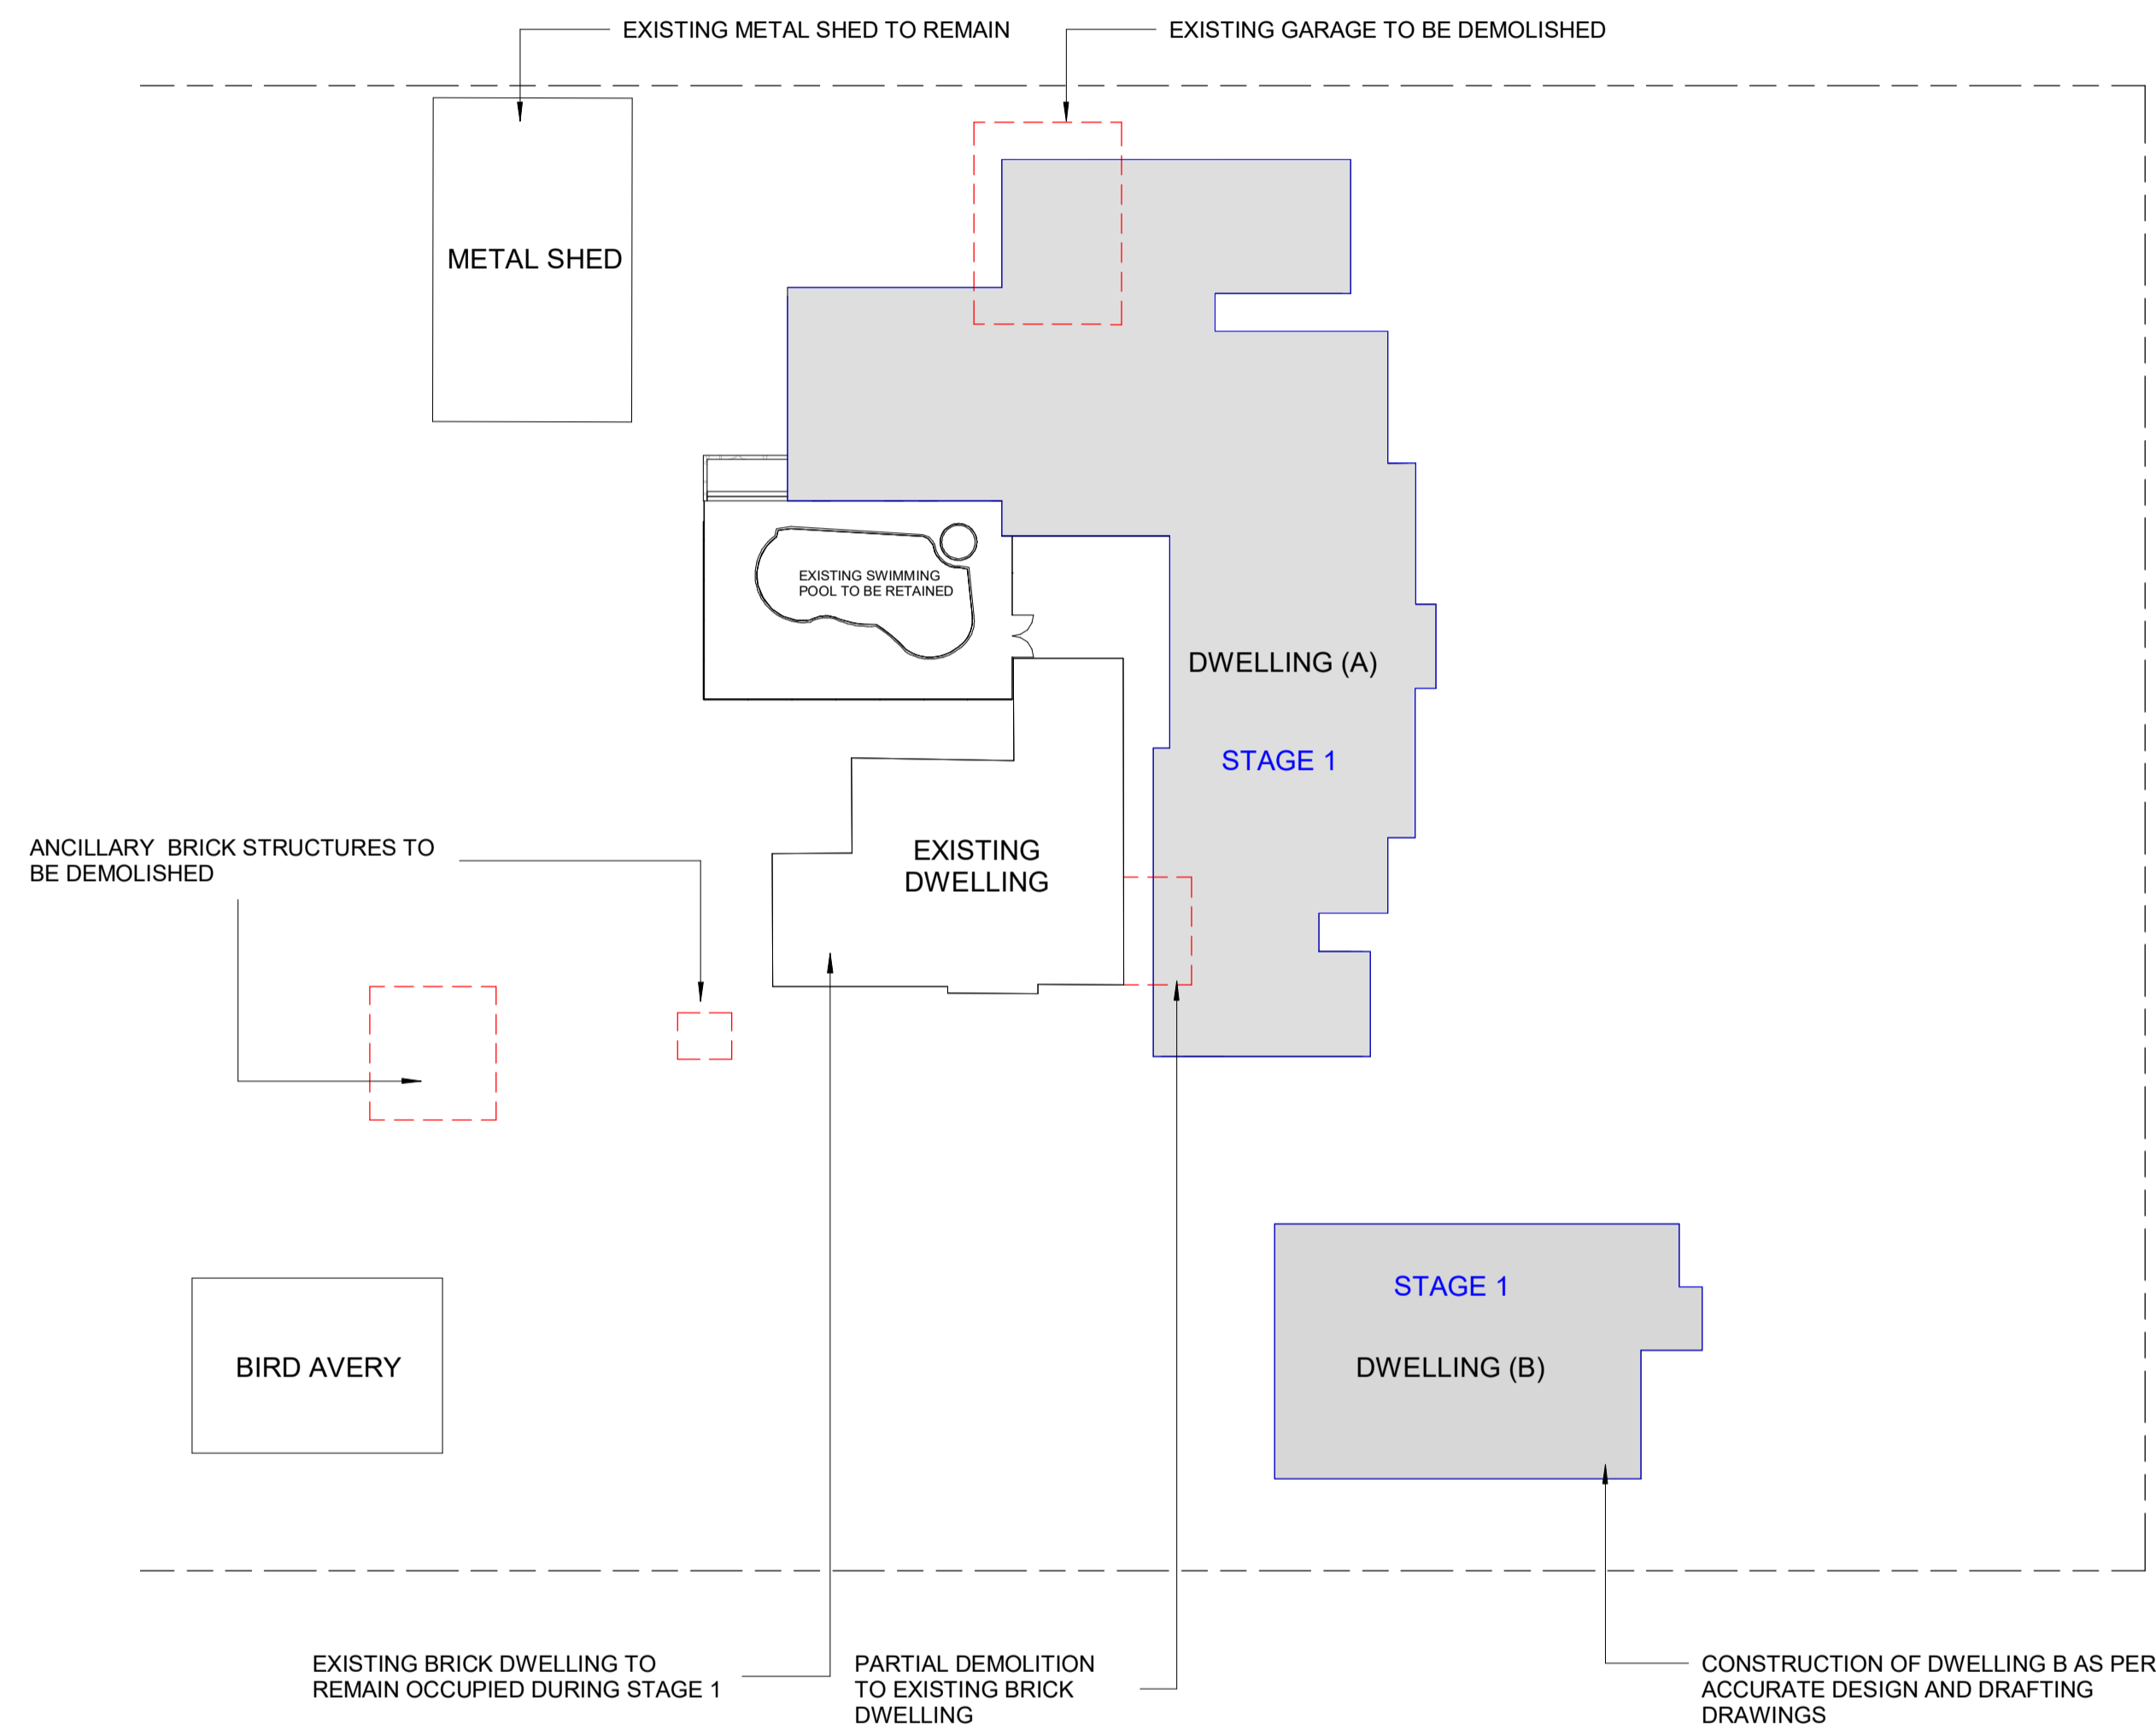 EXISTING METAL SHED TO REMAIN
EXISTING GARAGE TO BE DEMOLISHED
METAL SHED
EXISTING SWIMMING
POOL TO BE RETAINED
DWELLING (A)
STAGE 1
ANCILLARY BRICK STRUCTURES TO
BE DEMOLISHED
EXISTING
DWELLING
STAGE 1
DWELLING (B)
BIRD AVERY
EXISTING BRICK DWELLING TO
REMAIN OCCUPIED DURING STAGE 1
PARTIAL DEMOLITION
TO EXISTING BRICK
DWELLING
CONSTRUCTION OF DWELLING B AS PER
ACCURATE DESIGN AND DRAFTING
DRAWINGS